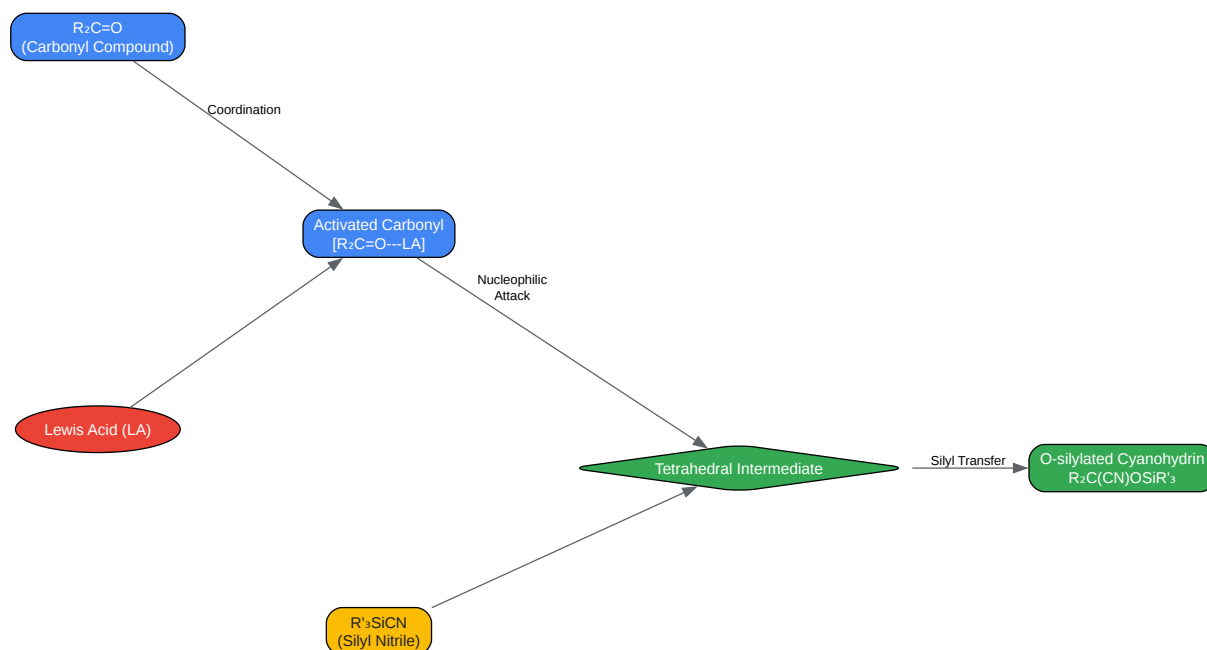 R₂C=O
(Carbonyl Compound)
Coordination
Activated Carbonyl
[R₂C=O---LA]
Nucleophilic
Attack
Lewis Acid (LA)
Tetrahedral Intermediate
Silyl Transfer
O-silylated Cyanohydrin
R₂C(CN)OSiR'₃
R'₃SiCN
(Silyl Nitrile)